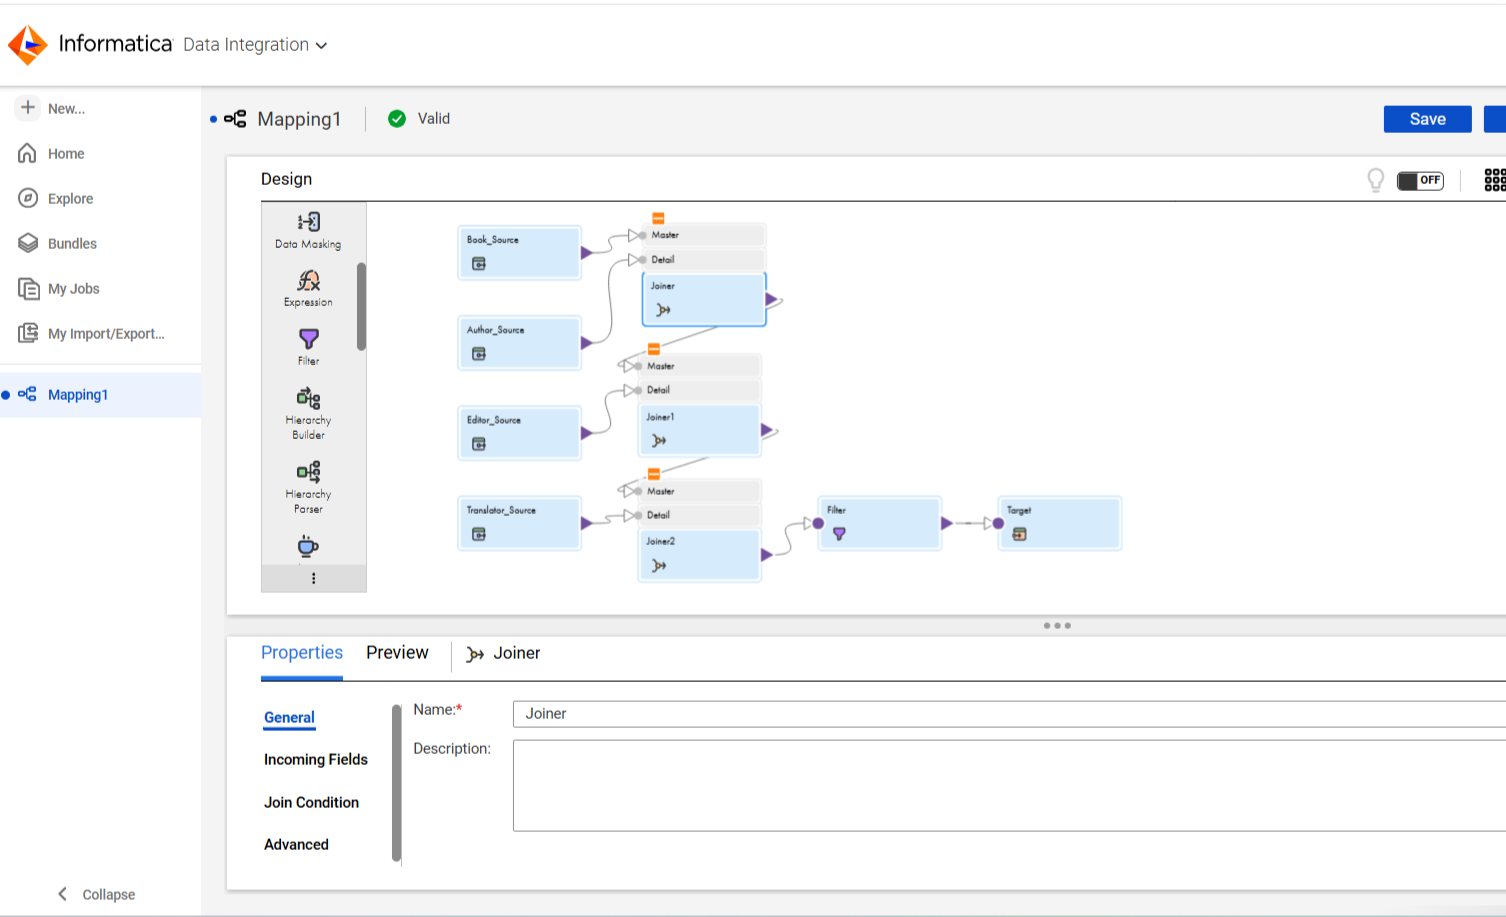 Informatica Data Integration
New...
Home
Explore
Bundles
My Jobs
My Import/Export...
Mapping1
Collapse
Mapping1
Valid
Save
Design
OFF
Data Masking
Expression
Filter
Hierarchy
Builder
Hierarchy
Parser
Book_Source
Author_Source
Editor_Source
Translator_Source
Master
Detail
Joiner
Master
Detail
Joiner1
Master
Detail
Joiner2
Filter
Target
Properties
Preview
Joiner
General
Incoming Fields
Join Condition
Advanced
Name:*
Joiner
Description: